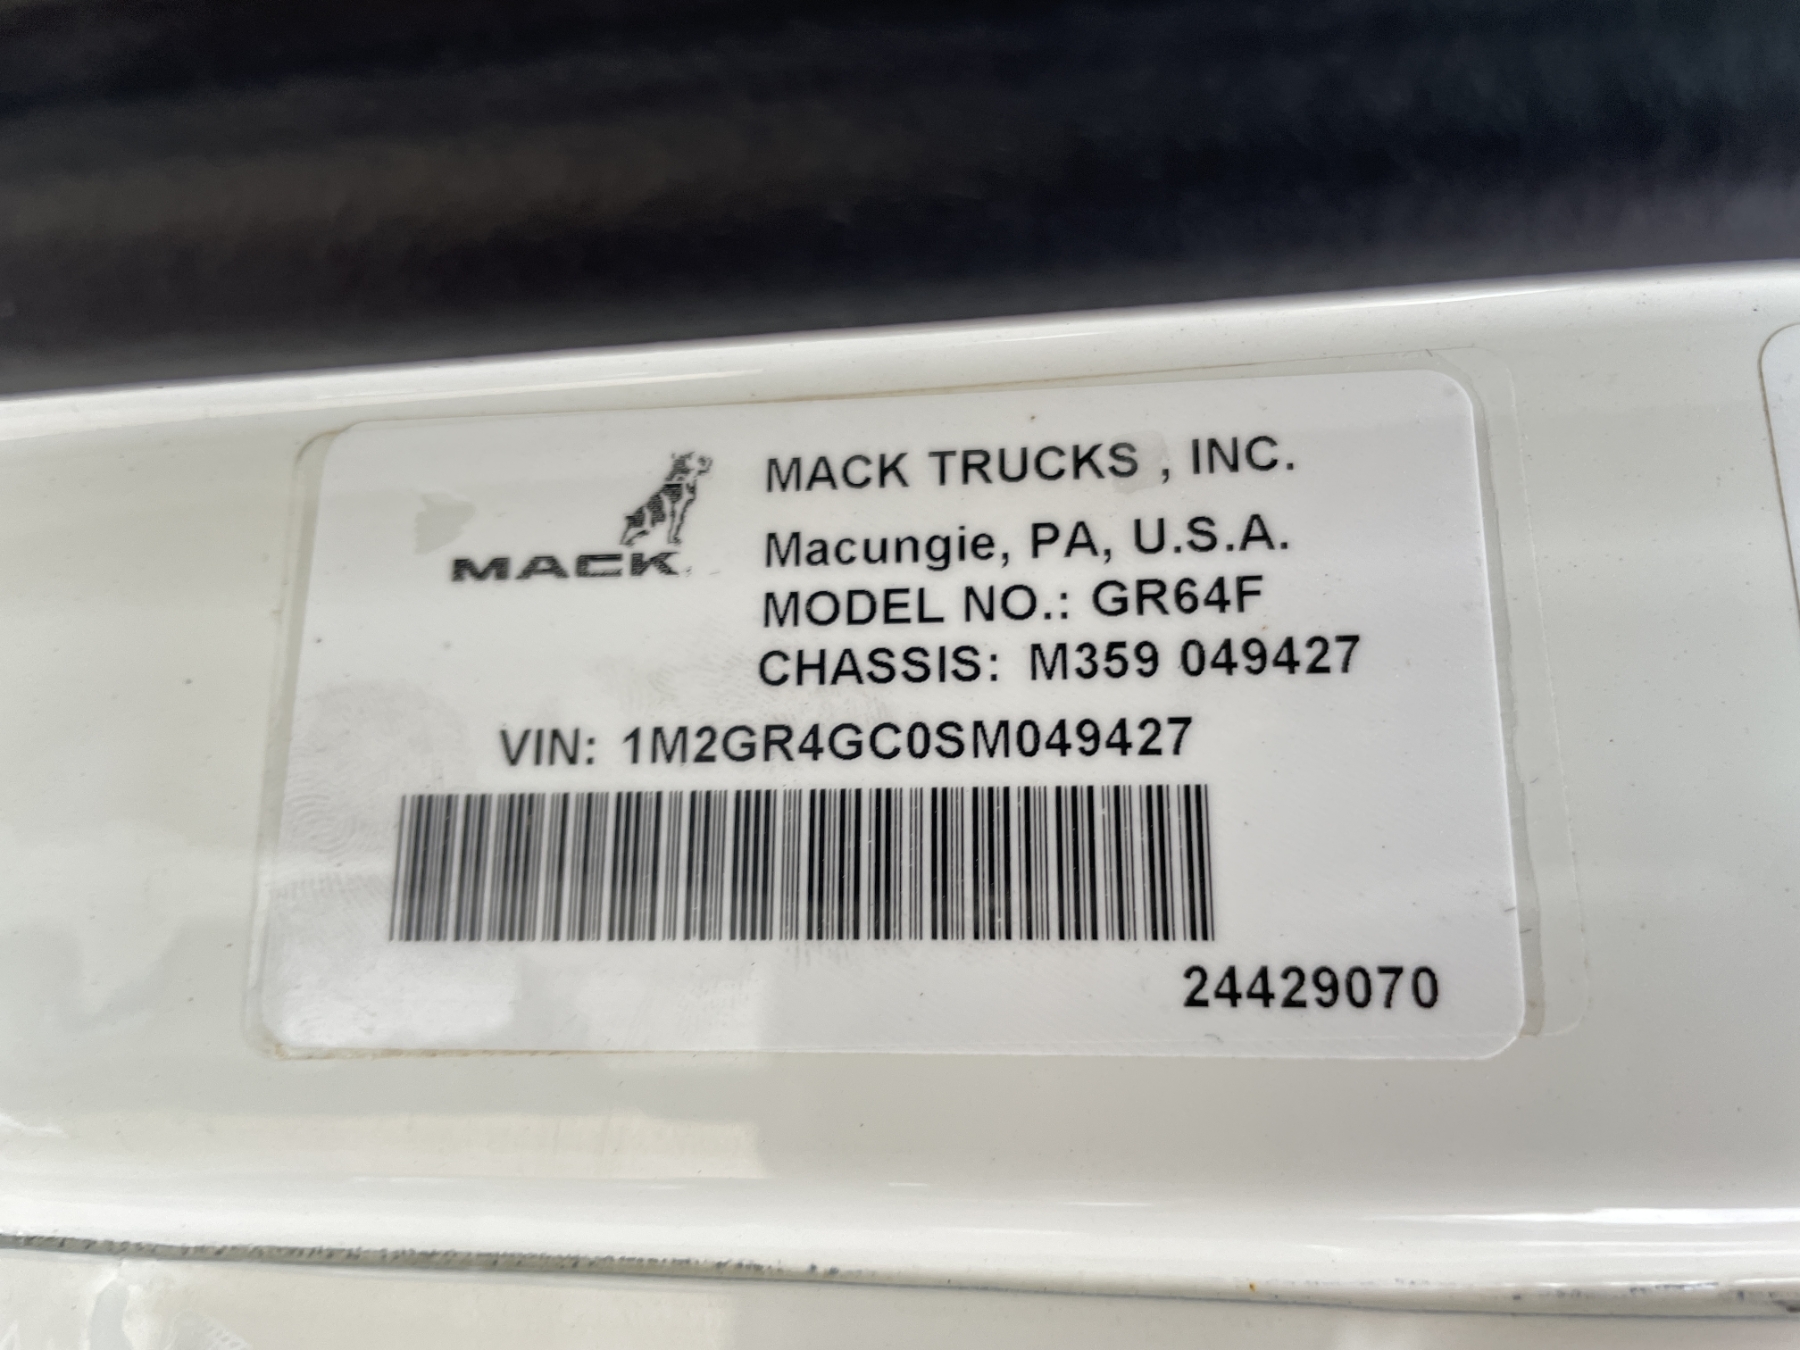 MACK
MACK TRUCKS , INC.
Macungie, PA, U.S.A.
MODEL NO.: GR64F
CHASSIS: M359 049427
VIN: 1M2GR4GC0SM049427
24429070